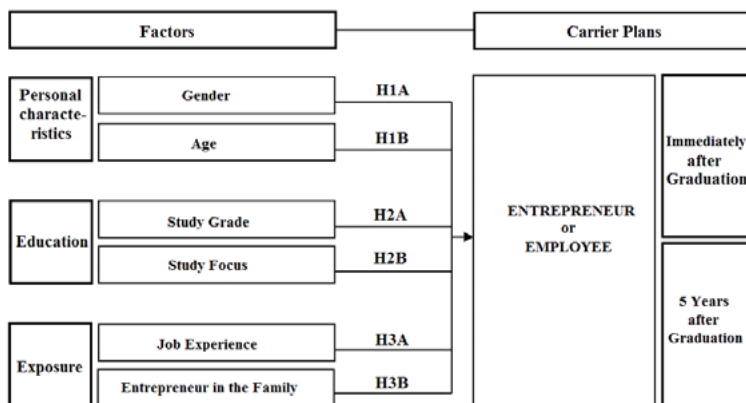 Factors
Carrier Plans
Personal
characte-
ristics
Gender
H1A
Age
H1B
Education
Study Grade
H2A
Study Focus
H2B
Exposure
Job Experience
H3A
Entrepreneur in the Family
H3B
ENTREPRENEUR
or
EMPLOYEE
Immediately
after
Graduation
5 Years
after
Graduation